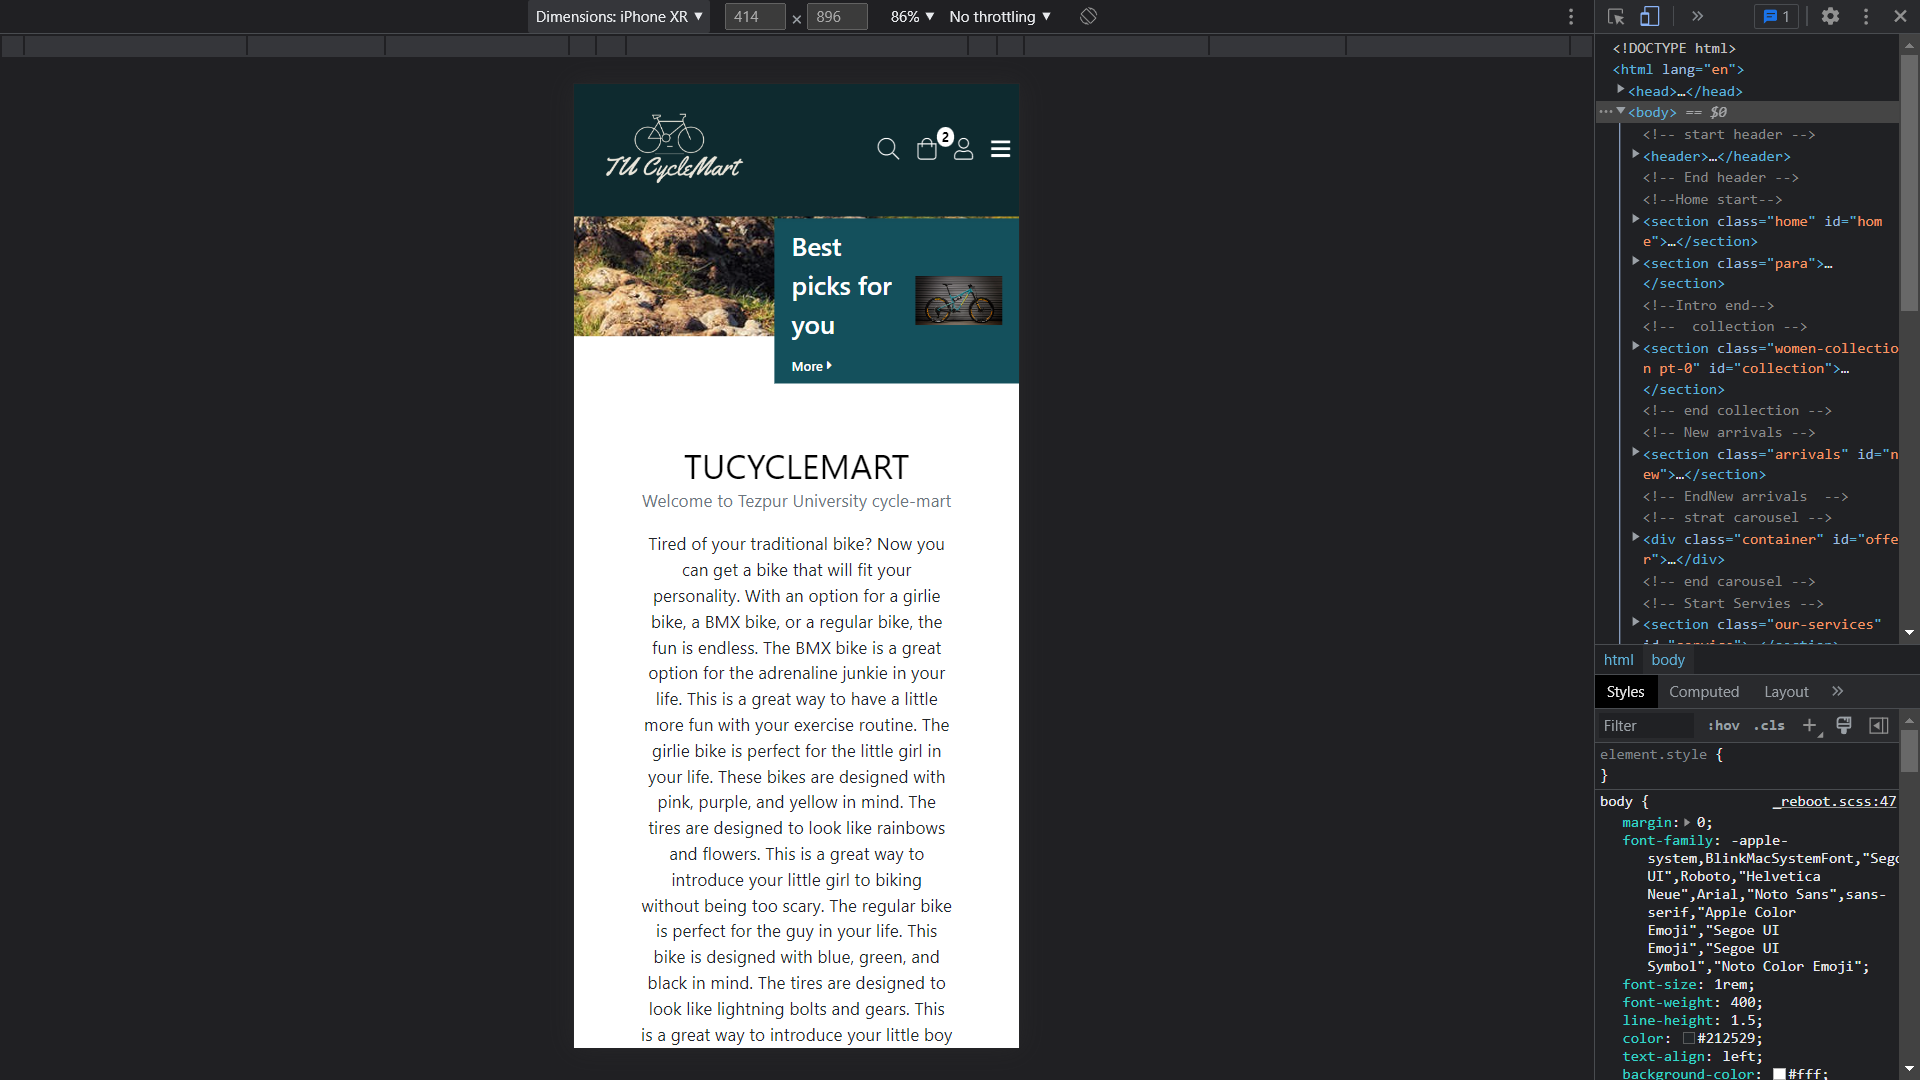 Dimensions: iPhone XR ▼ 414 × 896 86% ▼ No throttling ▼
1
TU CycleMart
2
Best
picks for
you
More
TUCYCLEMART
Welcome to Tezpur University cycle-mart
Tired of your traditional bike? Now you
can get a bike that will fit your
personality. With an option for a girlie
bike, a BMX bike, or a regular bike, the
fun is endless. The BMX bike is a great
option for the adrenaline junkie in your
life. This is a great way to have a little
more fun with your exercise routine. The
girlie bike is perfect for the little girl in
your life. These bikes are designed with
pink, purple, and yellow in mind. The
tires are designed to look like rainbows
and flowers. This is a great way to
introduce your little girl to biking
without being too scary. The regular bike
is perfect for the guy in your life. This
bike is designed with blue, green, and
black in mind. The tires are designed to
look like lightning bolts and gears. This
is a great way to introduce your little boy
<!DOCTYPE html>
<html lang="en">
<head>…</head>
<body> == $0
<!-- start header -->
<header>…</header>
<!-- End header -->
<!--Home start-->
<section class="home" id="hom
e">…</section>
<section class="para">…
</section>
<!--Intro end-->
<!--  collection -->
<section class="women-collectio
n pt-0" id="collection">…
</section>
<!-- end collection -->
<!-- New arrivals -->
<section class="arrivals" id="n
ew">…</section>
<!-- EndNew arrivals  -->
<!-- strat carousel -->
<div class="container" id="offe
r">…</div>
<!-- end carousel -->
<!-- Start Servies -->
<section class="our-services"
html body
Styles Computed Layout
Filter :hov .cls
element.style {
}
body { _reboot.scss:47
margin: 0;
font-family: -apple-
system,BlinkMacSystemFont,"Sego
UI",Roboto,"Helvetica
Neue",Arial,"Noto Sans",sans-
serif,"Apple Color
Emoji","Segoe UI
Emoji","Segoe UI
Symbol","Noto Color Emoji";
font-size: 1rem;
font-weight: 400;
line-height: 1.5;
color: #212529;
text-align: left;
background-color: #fff;